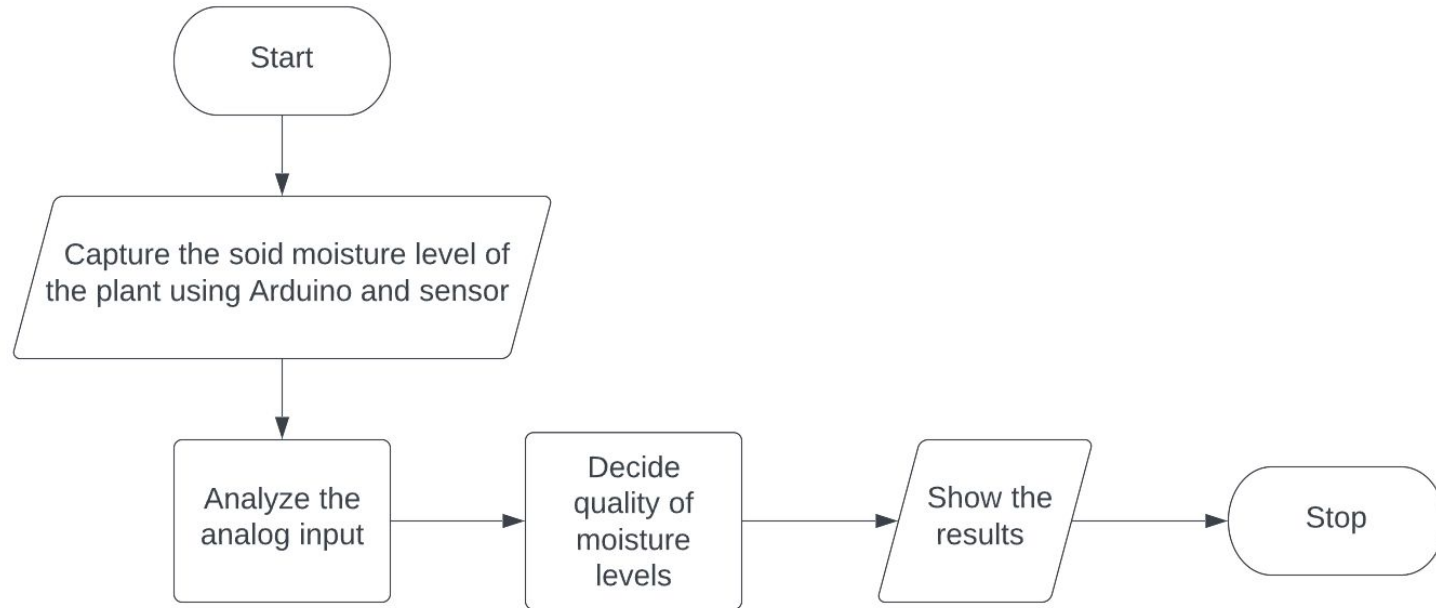 Start
Capture the soid moisture level of
the plant using Arduino and sensor
Analyze the
analog input
Decide
quality of
moisture
levels
Show the
results
Stop